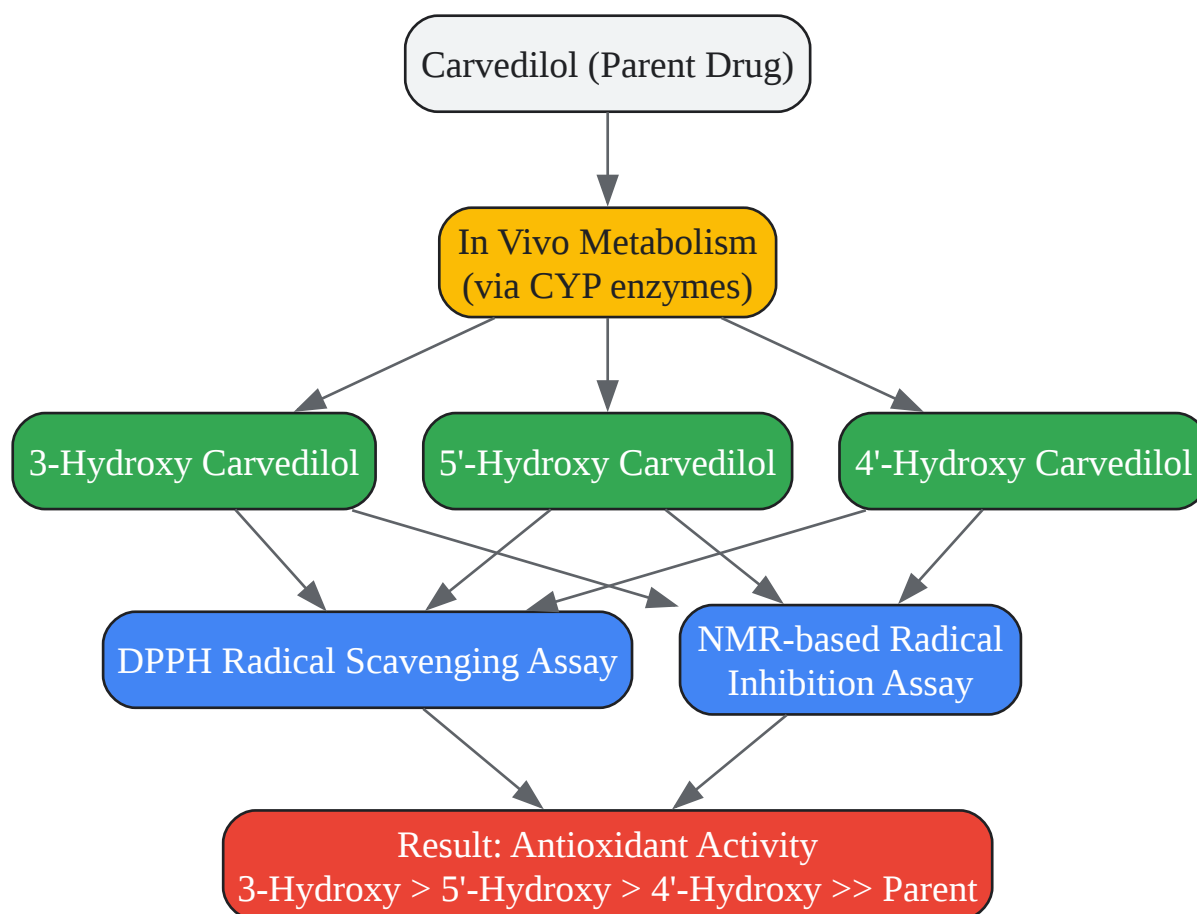 Carvedilol (Parent Drug)
In Vivo Metabolism
(via CYP enzymes)
3-Hydroxy Carvedilol
5'-Hydroxy Carvedilol
4'-Hydroxy Carvedilol
DPPH Radical Scavenging Assay
NMR-based Radical
Inhibition Assay
Result: Antioxidant Activity
3-Hydroxy > 5'-Hydroxy > 4'-Hydroxy >> Parent